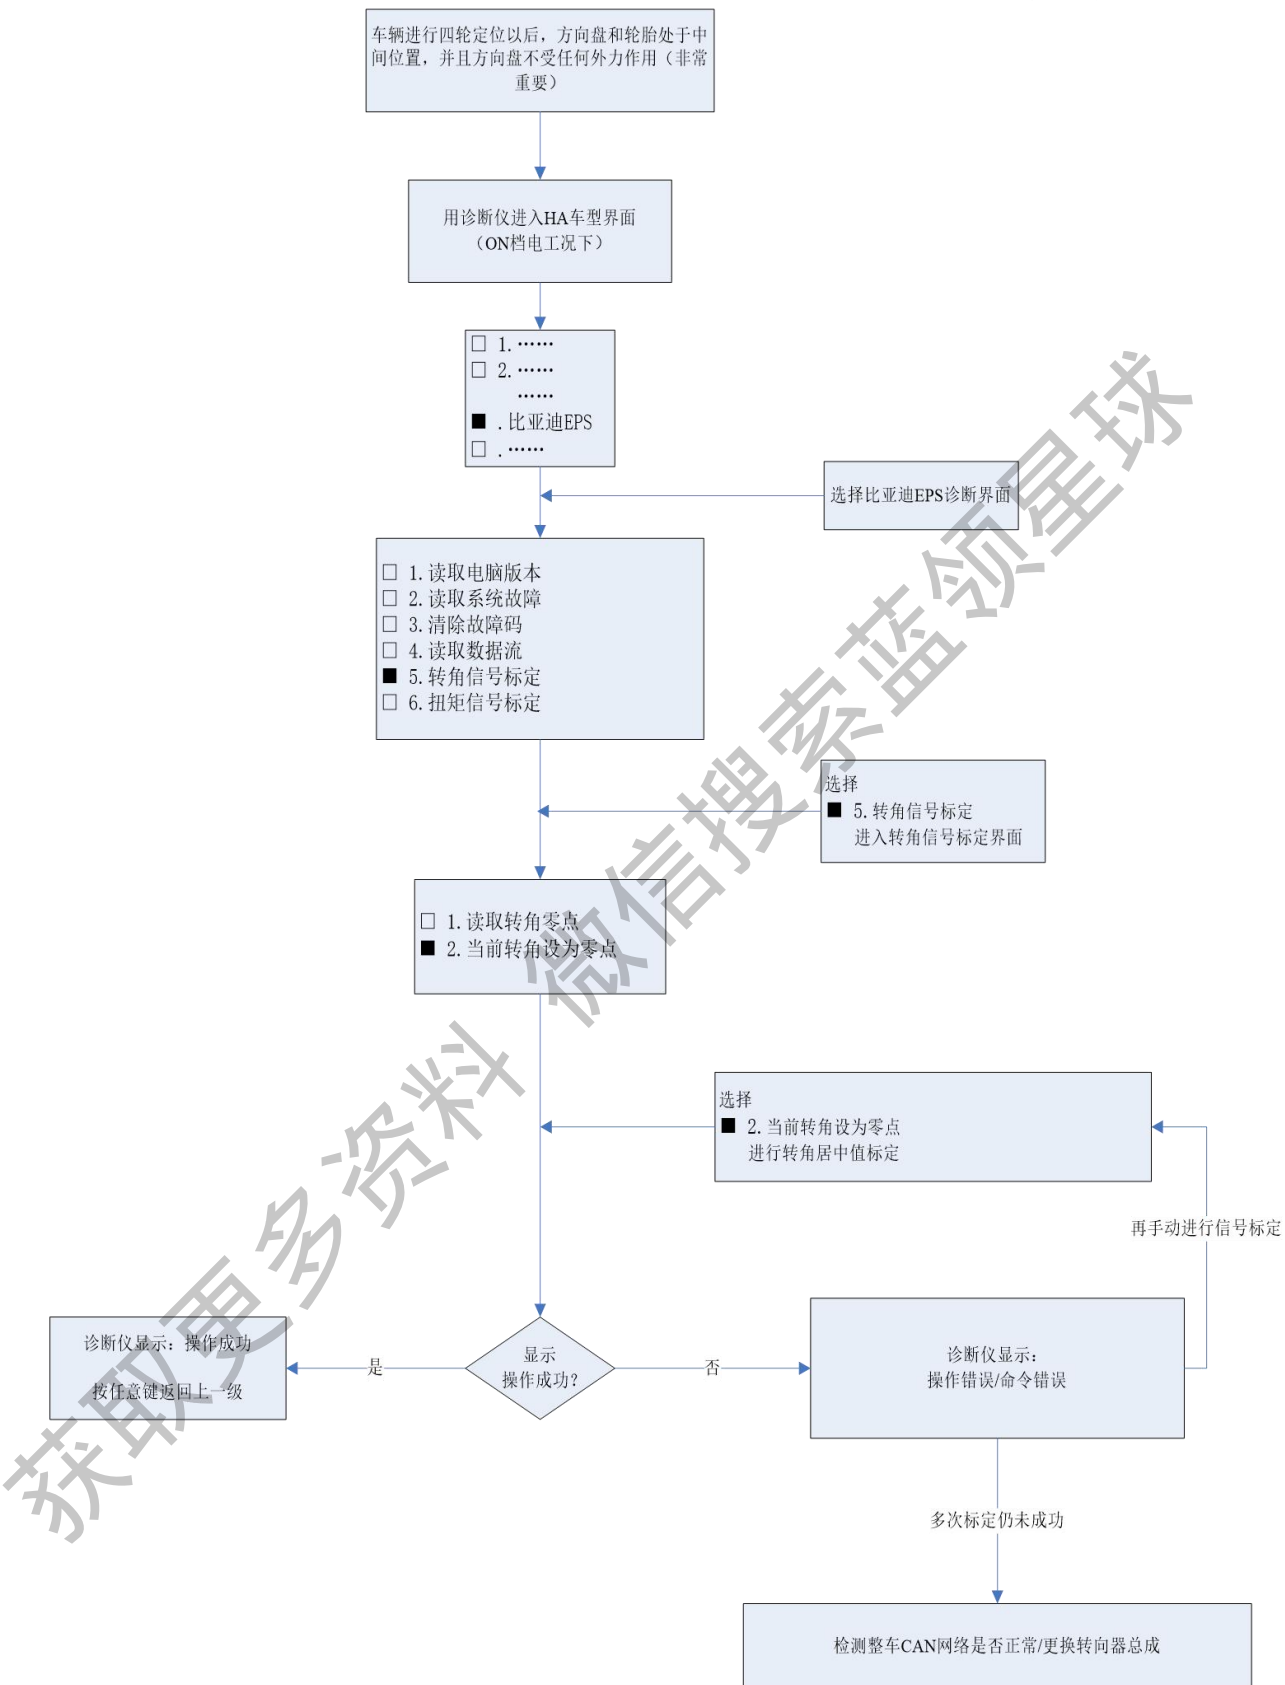 车辆进行四轮定位以后，方向盘和轮胎处于中
间位置，并且方向盘不受任何外力作用（非常
重要）
用诊断仪进入HA车型界面
（ON档电工况下）
□ 1.……
□ 2.……
……
■ .比亚迪EPS
□ .……
选择比亚迪EPS诊断界面
□ 1.读取电脑版本
□ 2.读取系统故障
□ 3.清除故障码
□ 4.读取数据流
■ 5.转角信号标定
□ 6.扭矩信号标定
选择
■ 5.转角信号标定
进入转角信号标定界面
□ 1.读取转角零点
■ 2.当前转角设为零点
选择
■ 2.当前转角设为零点
进行转角居中值标定
再手动进行信号标定
诊断仪显示：操作成功
按任意键返回上一级
是
显示
操作成功？
否
诊断仪显示：
操作错误/命令错误
多次标定仍未成功
检测整车CAN网络是否正常/更换转向器总成
获取更多资料 微信搜索蓝领星球